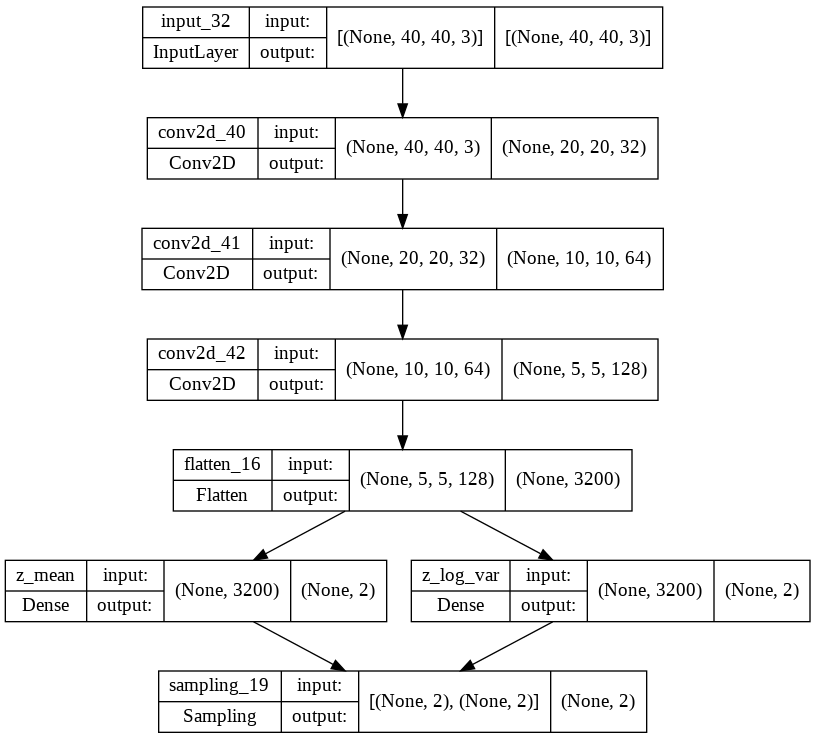 input_32 input: [(None, 40, 40, 3)] [(None, 40, 40, 3)]
InputLayer output:
conv2d_40 input: (None, 40, 40, 3) (None, 20, 20, 32)
Conv2D output:
conv2d_41 input: (None, 20, 20, 32) (None, 10, 10, 64)
Conv2D output:
conv2d_42 input: (None, 10, 10, 64) (None, 5, 5, 128)
Conv2D output:
flatten_16 input: (None, 5, 5, 128) (None, 3200)
Flatten output:
z_mean input: (None, 3200) (None, 2)
Dense output:
z_log_var input: (None, 3200) (None, 2)
Dense output:
sampling_19 input: [(None, 2), (None, 2)] (None, 2)
Sampling output: